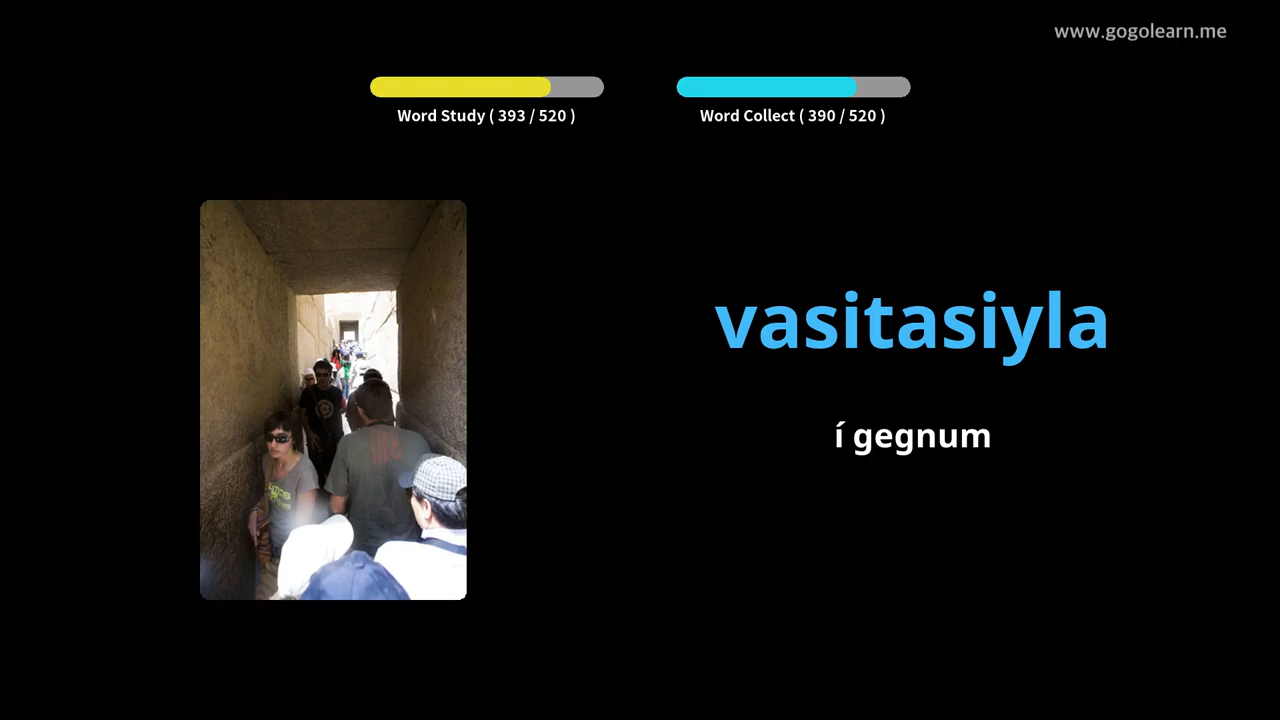 www.gogolearn.me
Word Study ( 393 / 520 )
Word Collect ( 390 / 520 )
vasitasiyla
í gegnum